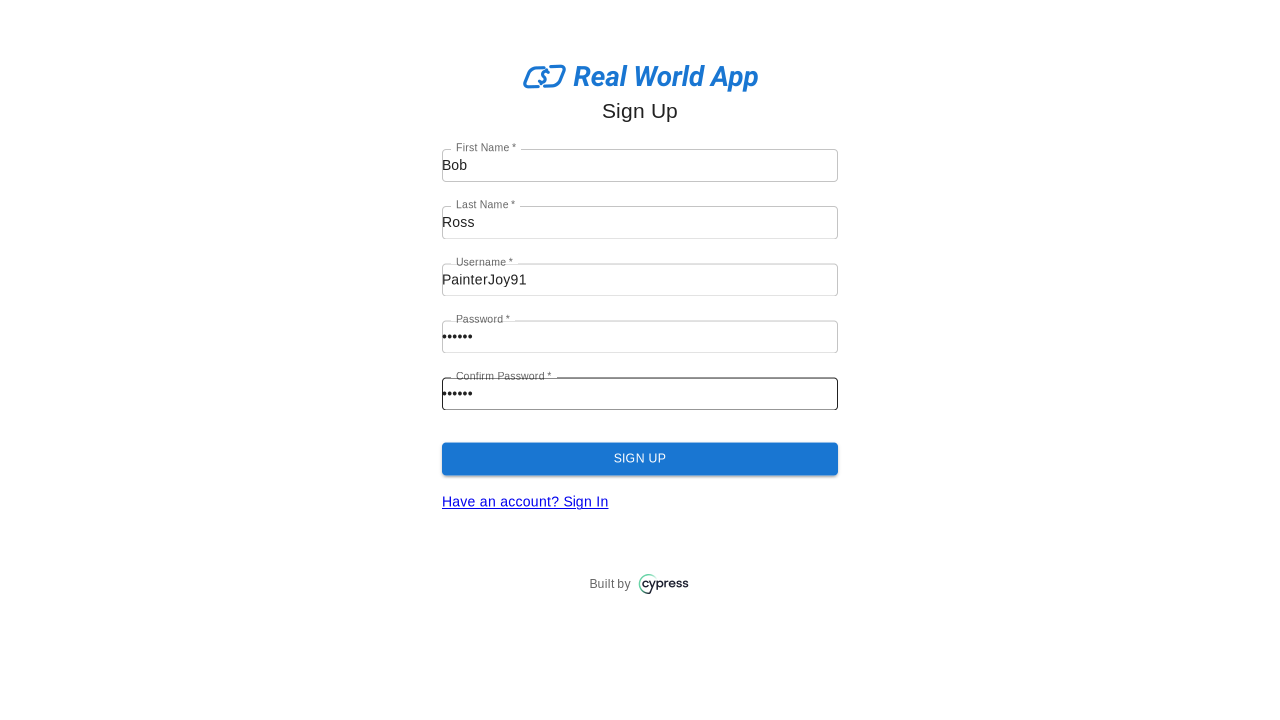 Real World App
Sign Up
First Name *
Bob
Last Name *
Ross
Username *
PainterJoy91
Password *
••••••
Confirm Password *
••••••
SIGN UP
Have an account? Sign In
Built by cypress